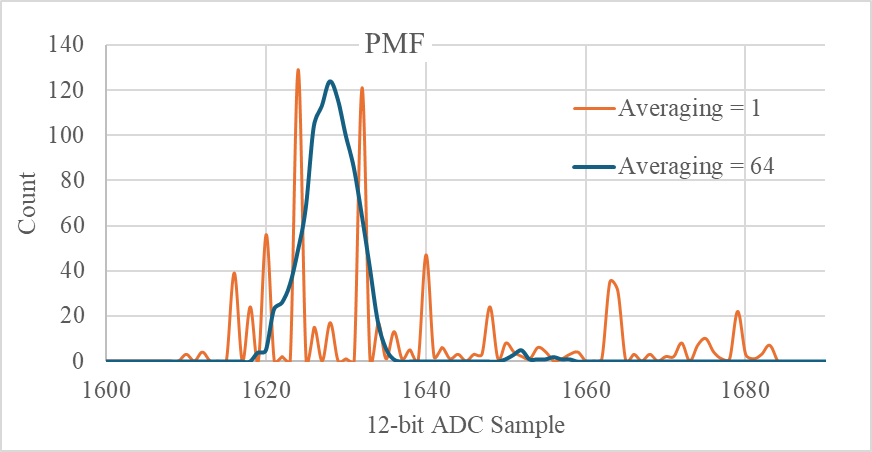 PMF
140
120
100
80
60
40
20
0
Count
Averaging = 1
Averaging = 64
1600 1620 1640 1660 1680
12-bit ADC Sample